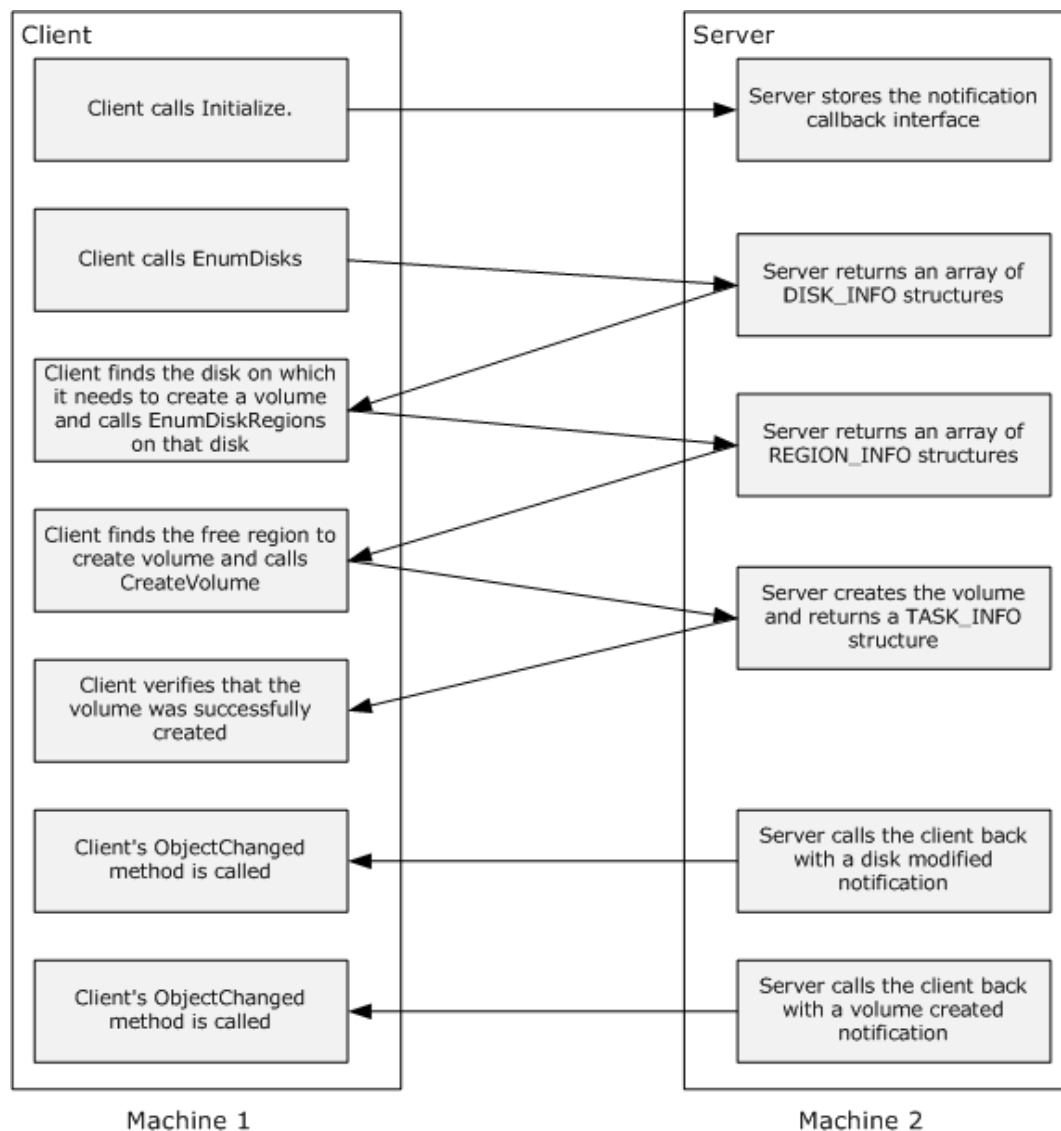 Client
Client calls Initialize.
Client calls EnumDisks
Client finds the disk on which
it needs to create a volume
and calls EnumDiskRegions
on that disk
Client finds the free region to
create volume and calls
CreateVolume
Client verifies that the
volume was successfully
created
Client's ObjectChanged
method is called
Client's ObjectChanged
method is called
Machine 1
Server
Server stores the notification
callback interface
Server returns an array of
DISK_INFO structures
Server returns an array of
REGION_INFO structures
Server creates the volume
and returns a TASK_INFO
structure
Server calls the client back
with a disk modified
notification
Server calls the client back
with a volume created
notification
Machine 2